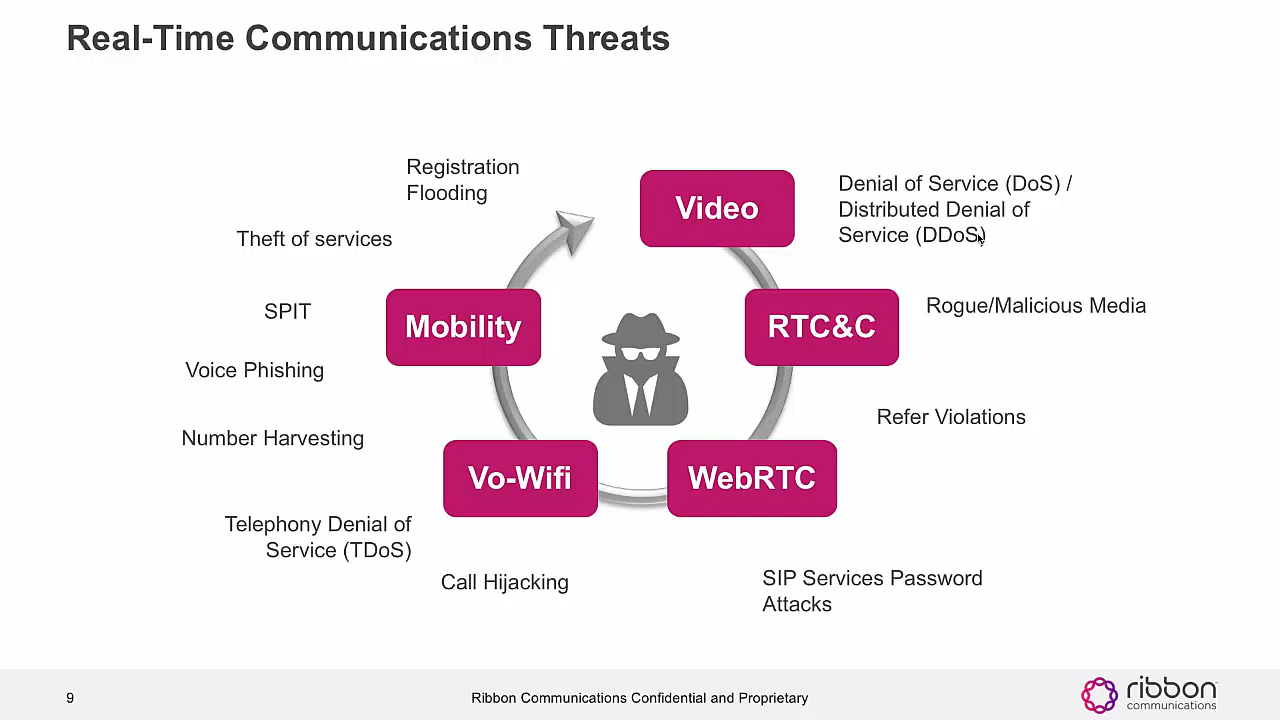 Real-Time Communications Threats
Registration
Flooding
Video
Denial of Service (DoS) /
Distributed Denial of
Service (DDoS)
Theft of services
SPIT
Mobility
RTC&C
Rogue/Malicious Media
Voice Phishing
Refer Violations
Number Harvesting
Vo-Wifi
WebRTC
Telephony Denial of
Service (TDoS)
Call Hijacking
SIP Services Password
Attacks
9
Ribbon Communications Confidential and Proprietary
ribbon
communications